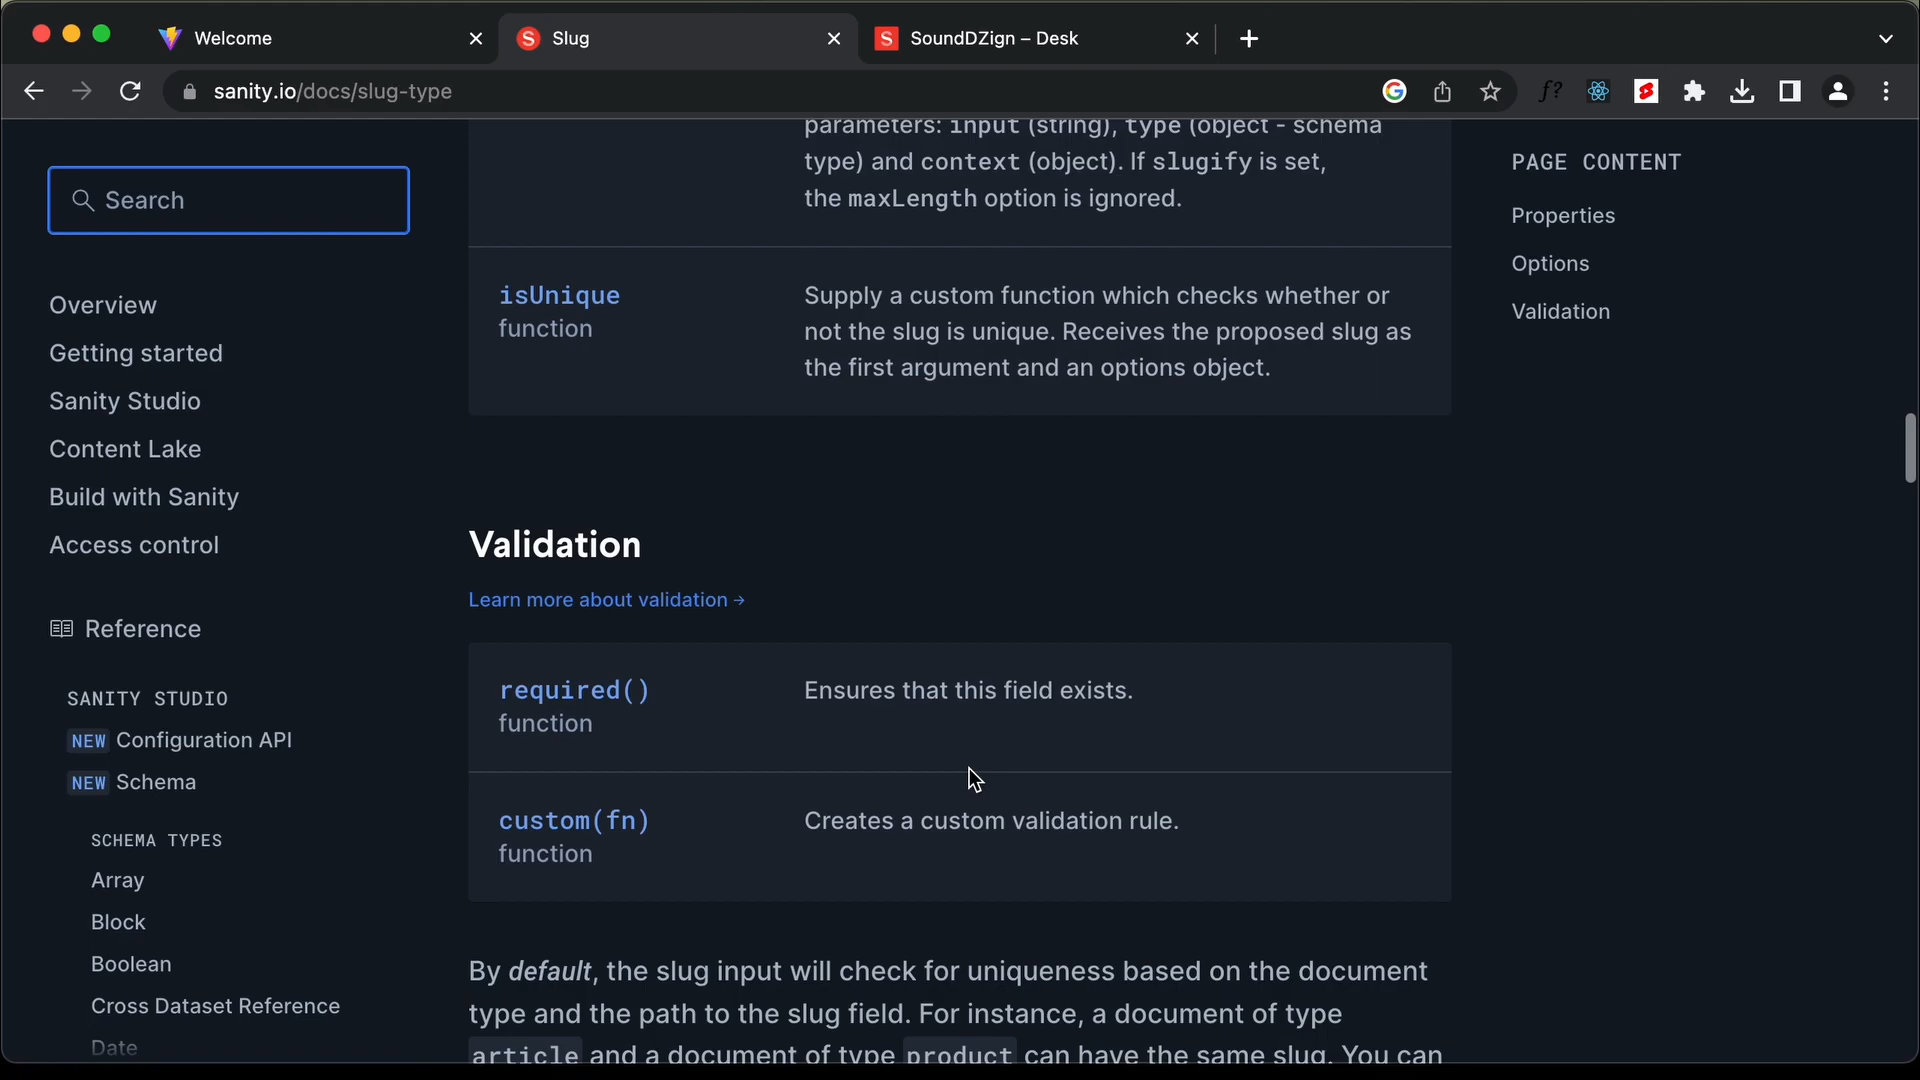 Welcome
Slug
SoundDZign – Desk
sanity.io/docs/slug-type
Search
Overview
Getting started
Sanity Studio
Content Lake
Build with Sanity
Access control
Reference
SANITY STUDIO
NEW Configuration API
NEW Schema
SCHEMA TYPES
Array
Block
Boolean
Cross Dataset Reference
Date
parameters: input (string), type (object - schema
type) and context (object). If slugify is set,
the maxLength option is ignored.
isUnique
function
Supply a custom function which checks whether or
not the slug is unique. Receives the proposed slug as
the first argument and an options object.
Validation
Learn more about validation →
required()
function
Ensures that this field exists.
custom(fn)
function
Creates a custom validation rule.
By default, the slug input will check for uniqueness based on the document
type and the path to the slug field. For instance, a document of type
article and a document of type product can have the same slug. You can
PAGE CONTENT
Properties
Options
Validation